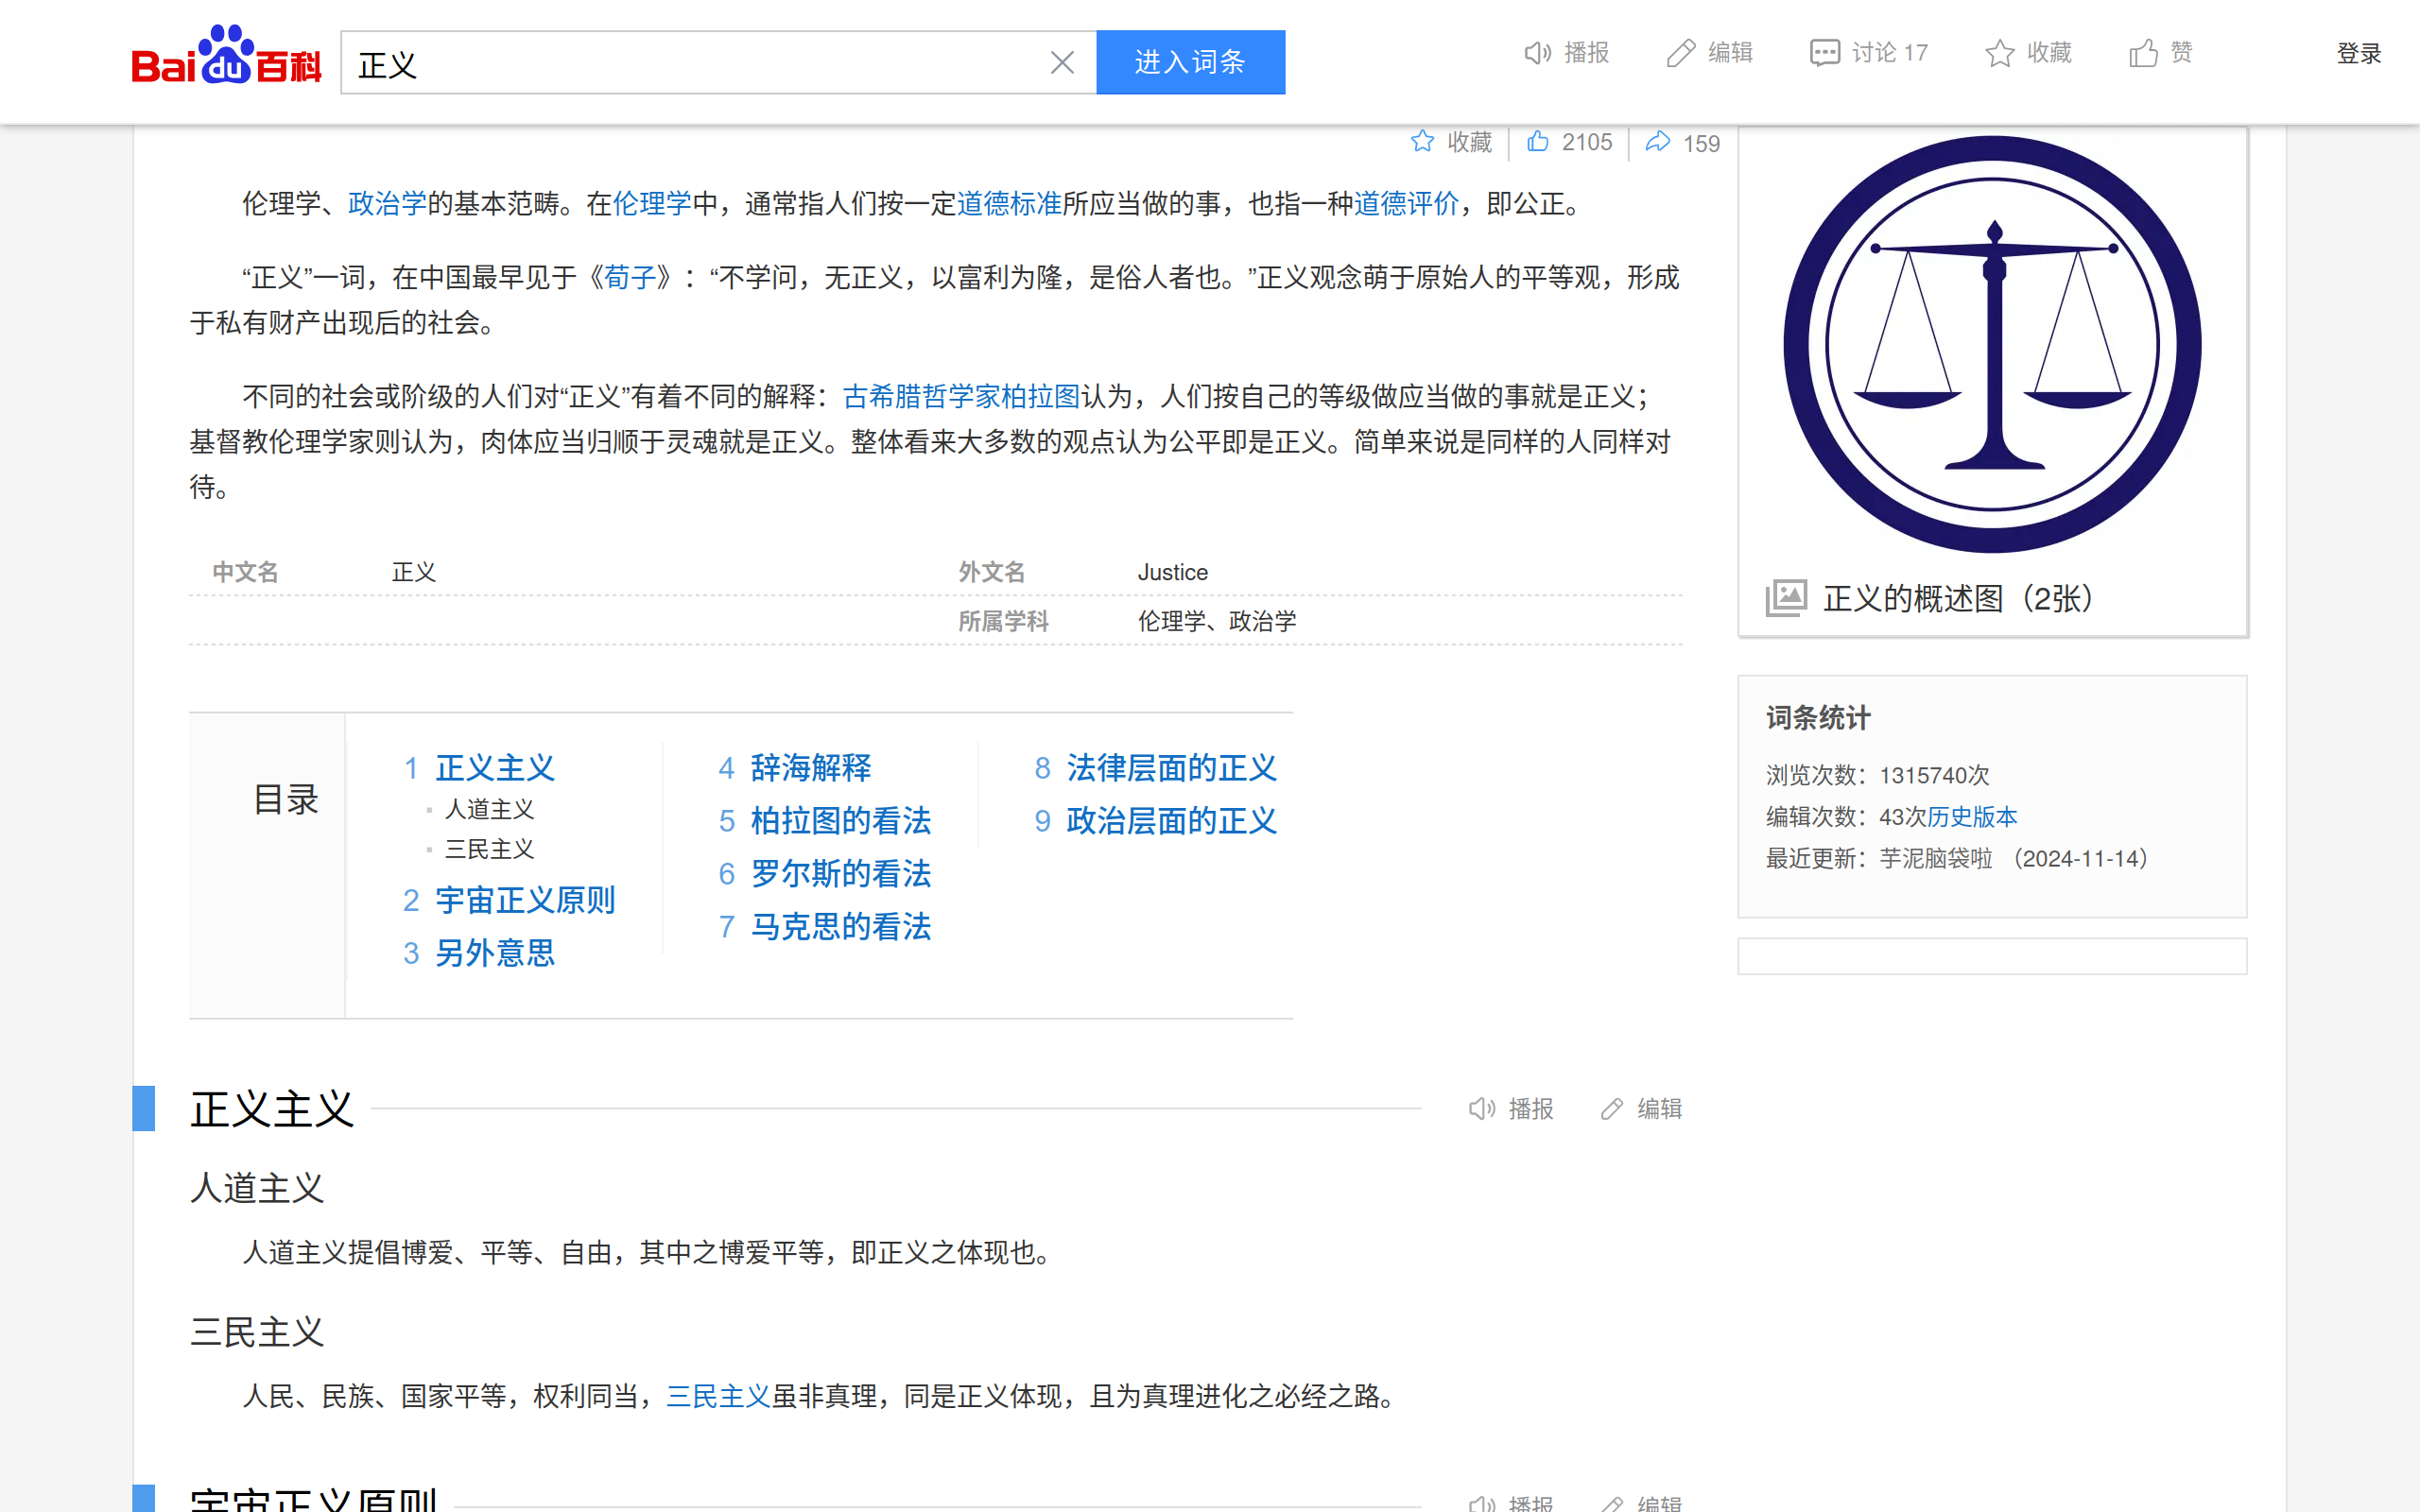 Baidu百科
正义
进入词条
播报
编辑
讨论 17
收藏
赞
登录
收藏
2105
159
伦理学、政治学的基本范畴。在伦理学中，通常指人们按一定道德标准所应当做的事，也指一种道德评价，即公正。
“正义”一词，在中国最早见于《荀子》：“不学问，无正义，以富利为隆，是俗人者也。”正义观念萌于原始人的平等观，形成
于私有财产出现后的社会。
不同的社会或阶级的人们对“正义”有着不同的解释：古希腊哲学家柏拉图认为，人们按自己的等级做应当做的事就是正义；
基督教伦理学家则认为，肉体应当归顺于灵魂就是正义。整体看来大多数的观点认为公平即是正义。简单来说是同样的人同样对
待。
中文名 正义
外文名 Justice
所属学科 伦理学、政治学
正义的概述图（2张）
词条统计
浏览次数：1315740次
编辑次数：43次历史版本
最近更新：芋泥脑袋啦 （2024-11-14）
目录
1 正义主义
人道主义
三民主义
2 宇宙正义原则
3 另外意思
4 辞海解释
5 柏拉图的看法
6 罗尔斯的看法
7 马克思的看法
8 法律层面的正义
9 政治层面的正义
正义主义
播报
编辑
人道主义
人道主义提倡博爱、平等、自由，其中之博爱平等，即正义之体现也。
三民主义
人民、民族、国家平等，权利同当，三民主义虽非真理，同是正义体现，且为真理进化之必经之路。
宇宙正义原则
播报
编辑